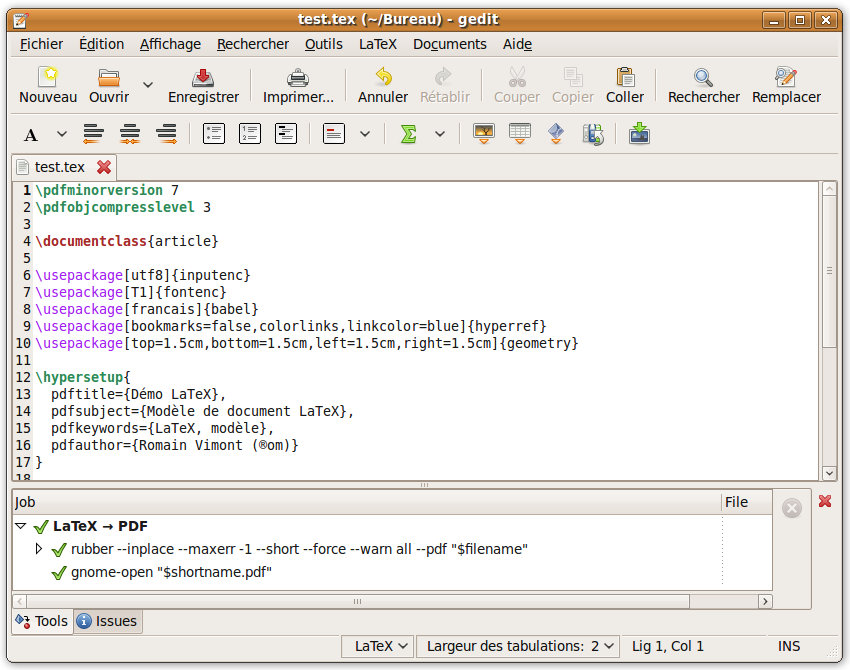 test.tex (~/Bureau) - gedit
Fichier Édition Affichage Rechercher Outils LaTeX Documents Aide
Nouveau Ouvrir Enregistrer Imprimer... Annuler Rétablir Couper Copier Coller Rechercher Remplacer
test.tex
1 \pdfminorversion 7
2 \pdfobjcompresslevel 3
3
4 \documentclass{article}
5
6 \usepackage[utf8]{inputenc}
7 \usepackage[T1]{fontenc}
8 \usepackage[francais]{babel}
9 \usepackage[bookmarks=false,colorlinks,linkcolor=blue]{hyperref}
10 \usepackage[top=1.5cm,bottom=1.5cm,left=1.5cm,right=1.5cm]{geometry}
11
12 \hypersetup{
13   pdftitle={Démo LaTeX},
14   pdfsubject={Modèle de document LaTeX},
15   pdfkeywords={LaTeX, modèle},
16   pdfauthor={Romain Vimont (®om)}
17 }
18
Job File
LaTeX → PDF
rubber --inplace --maxerr -1 --short --force --warn all --pdf "$filename"
gnome-open "$shortname.pdf"
Tools Issues
LaTeX Largeur des tabulations: 2 Lig 1, Col 1 INS